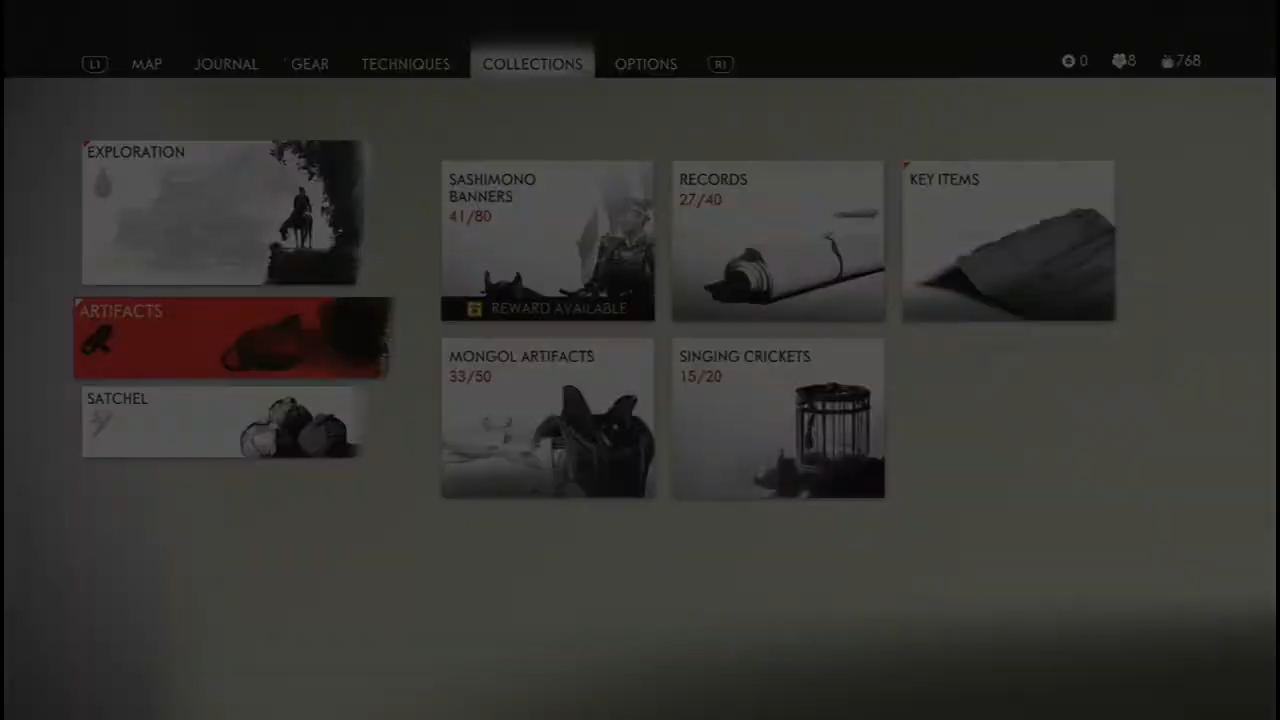 L1 MAP JOURNAL GEAR TECHNIQUES COLLECTIONS OPTIONS R1 0 8 768
EXPLORATION
ARTIFACTS
SATCHEL
SASHIMONO
BANNERS
41/80
REWARD AVAILABLE
RECORDS
27/40
KEY ITEMS
MONGOL ARTIFACTS
33/50
SINGING CRICKETS
15/20